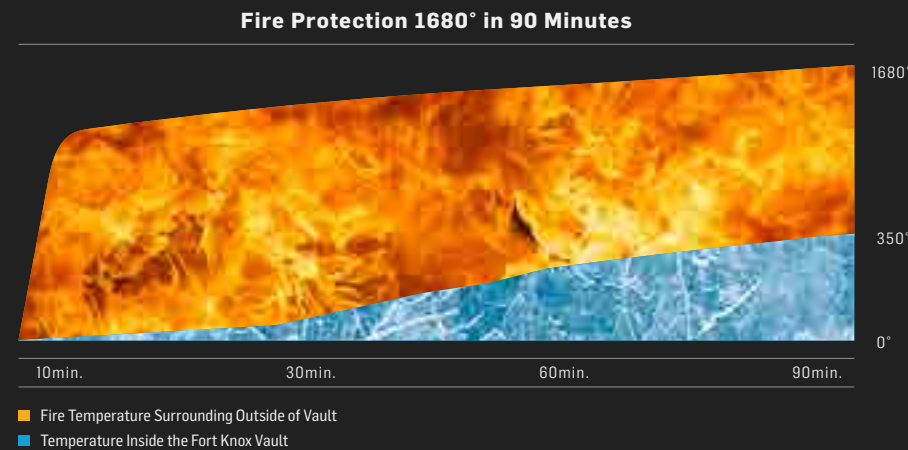 Fire Protection 1680° in 90 Minutes
1680°
350°
0°
10min. 30min. 60min. 90min.
Fire Temperature Surrounding Outside of Vault
Temperature Inside the Fort Knox Vault